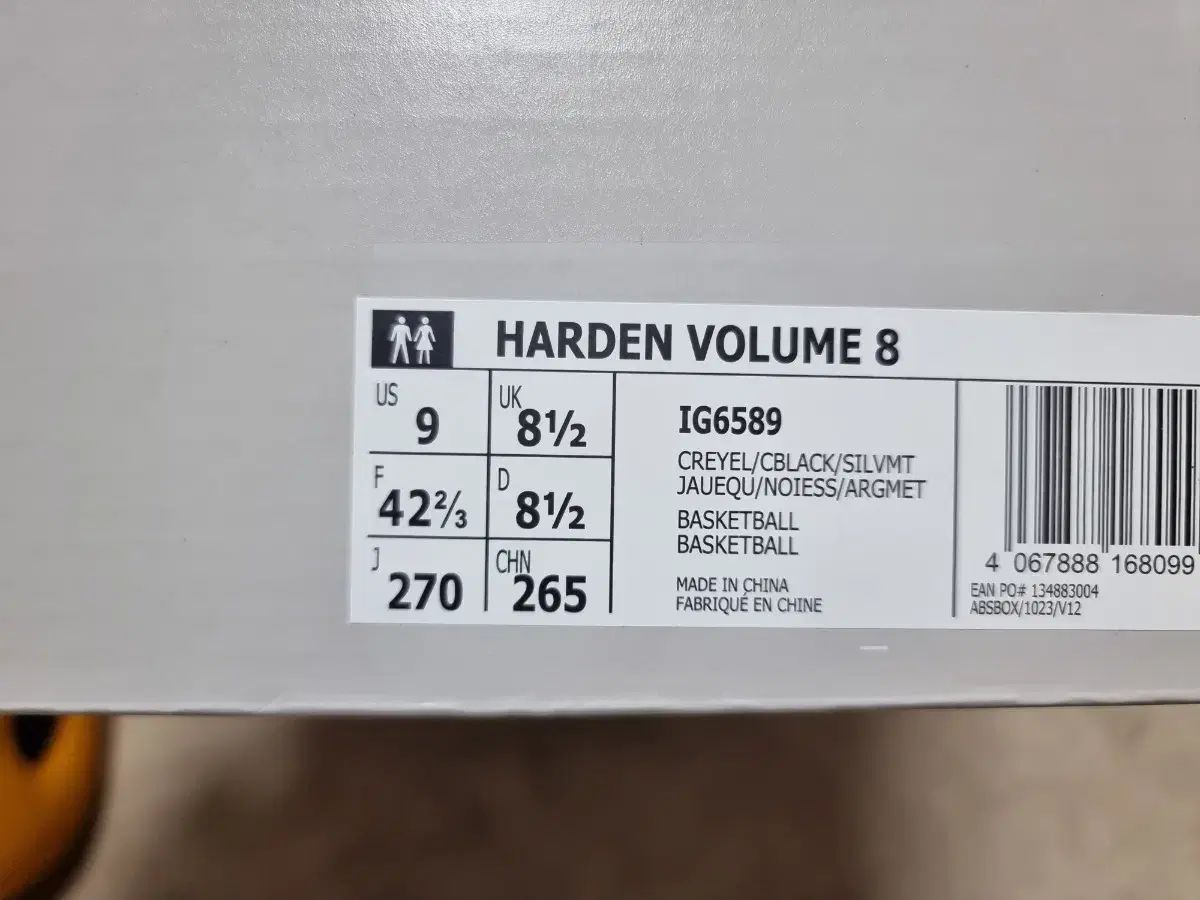 HARDEN VOLUME 8
US 9
UK 8½
F 42⅔
D 8½
J 270
CHN 265
IG6589
CREYEL/CBLACK/SILVMT
JAUEQU/NOIESS/ARGMET
BASKETBALL
BASKETBALL
MADE IN CHINA
FABRIQUÉ EN CHINE
4 067888 168099
EAN PO# 134883004
ABSBOX/1023/V12